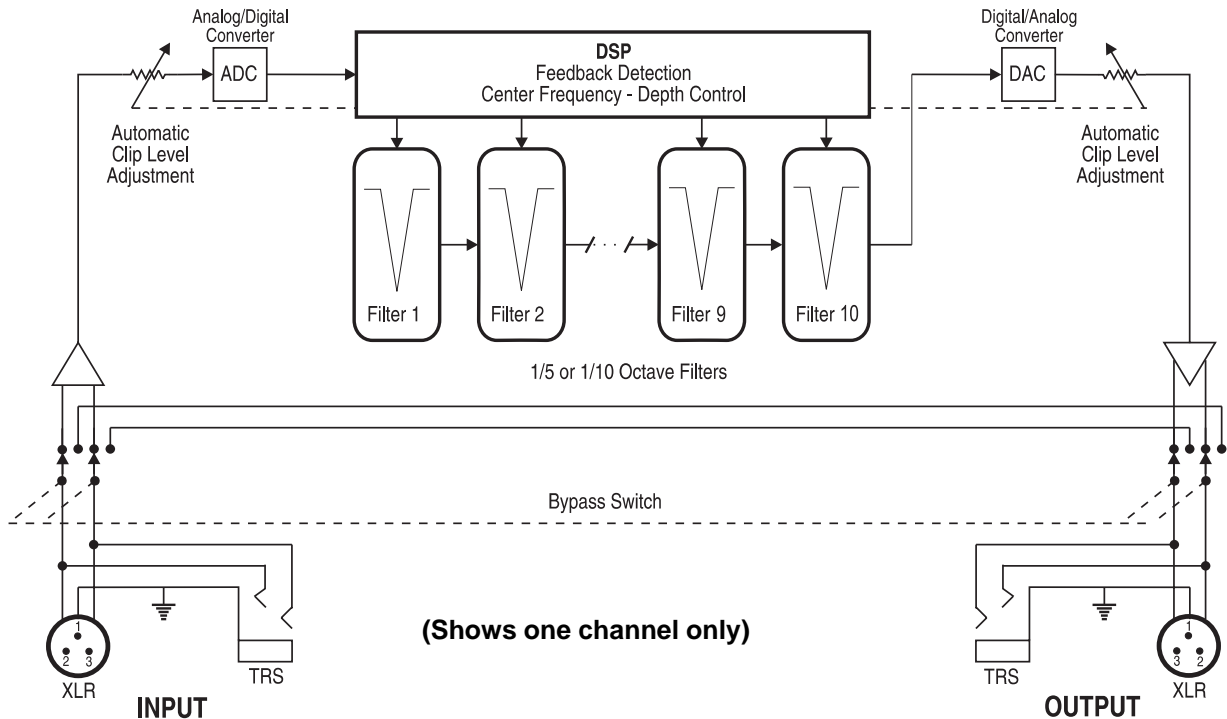 Analog/Digital
Converter
ADC
DSP
Feedback Detection
Center Frequency - Depth Control
Digital/Analog
Converter
DAC
Automatic
Clip Level
Adjustment
Automatic
Clip Level
Adjustment
Filter 1
Filter 2
Filter 9
Filter 10
1/5 or 1/10 Octave Filters
Bypass Switch
(Shows one channel only)
1
2 3
XLR
TRS
INPUT
TRS
1
3 2
XLR
OUTPUT